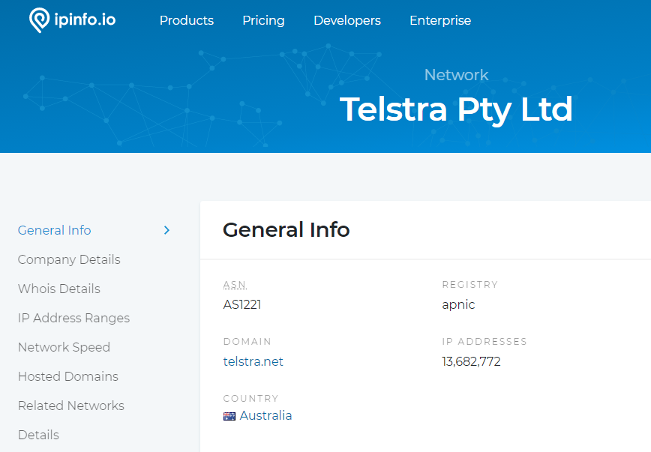 ipinfo.io Products Pricing Developers Enterprise
Network
Telstra Pty Ltd
General Info
Company Details
Whois Details
IP Address Ranges
Network Speed
Hosted Domains
Related Networks
Details
General Info
ASN REGISTRY
AS1221 apnic
DOMAIN IP ADDRESSES
telstra.net 13,682,772
COUNTRY
Australia